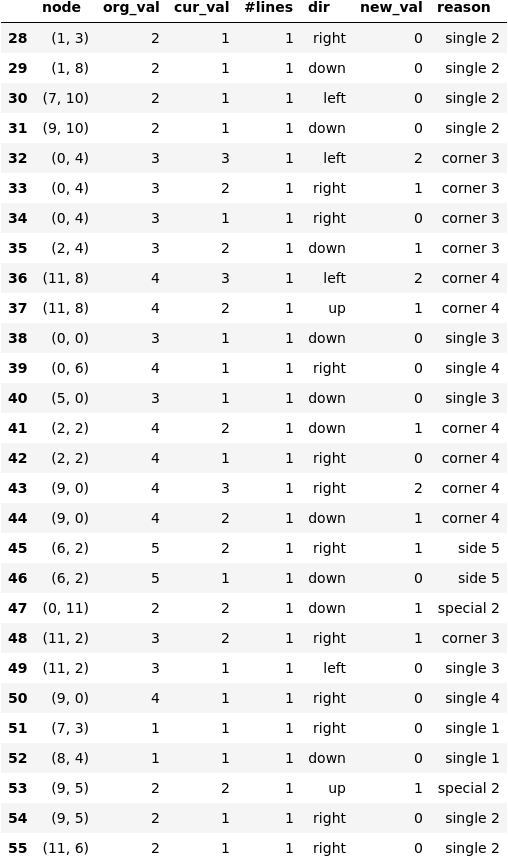 node org_val cur_val #lines dir new_val reason
28 (1, 3) 2 1 1 right 0 single 2
29 (1, 8) 2 1 1 down 0 single 2
30 (7, 10) 2 1 1 left 0 single 2
31 (9, 10) 2 1 1 down 0 single 2
32 (0, 4) 3 3 1 left 2 corner 3
33 (0, 4) 3 2 1 right 1 corner 3
34 (0, 4) 3 1 1 right 0 corner 3
35 (2, 4) 3 2 1 down 1 corner 3
36 (11, 8) 4 3 1 left 2 corner 4
37 (11, 8) 4 2 1 up 1 corner 4
38 (0, 0) 3 1 1 down 0 single 3
39 (0, 6) 4 1 1 right 0 single 4
40 (5, 0) 3 1 1 down 0 single 3
41 (2, 2) 4 2 1 down 1 corner 4
42 (2, 2) 4 1 1 right 0 corner 4
43 (9, 0) 4 3 1 right 2 corner 4
44 (9, 0) 4 2 1 down 1 corner 4
45 (6, 2) 5 2 1 right 1 side 5
46 (6, 2) 5 1 1 down 0 side 5
47 (0, 11) 2 2 1 down 1 special 2
48 (11, 2) 3 2 1 right 1 corner 3
49 (11, 2) 3 1 1 left 0 single 3
50 (9, 0) 4 1 1 right 0 single 4
51 (7, 3) 1 1 1 right 0 single 1
52 (8, 4) 1 1 1 down 0 single 1
53 (9, 5) 2 2 1 up 1 special 2
54 (9, 5) 2 1 1 right 0 single 2
55 (11, 6) 2 1 1 right 0 single 2